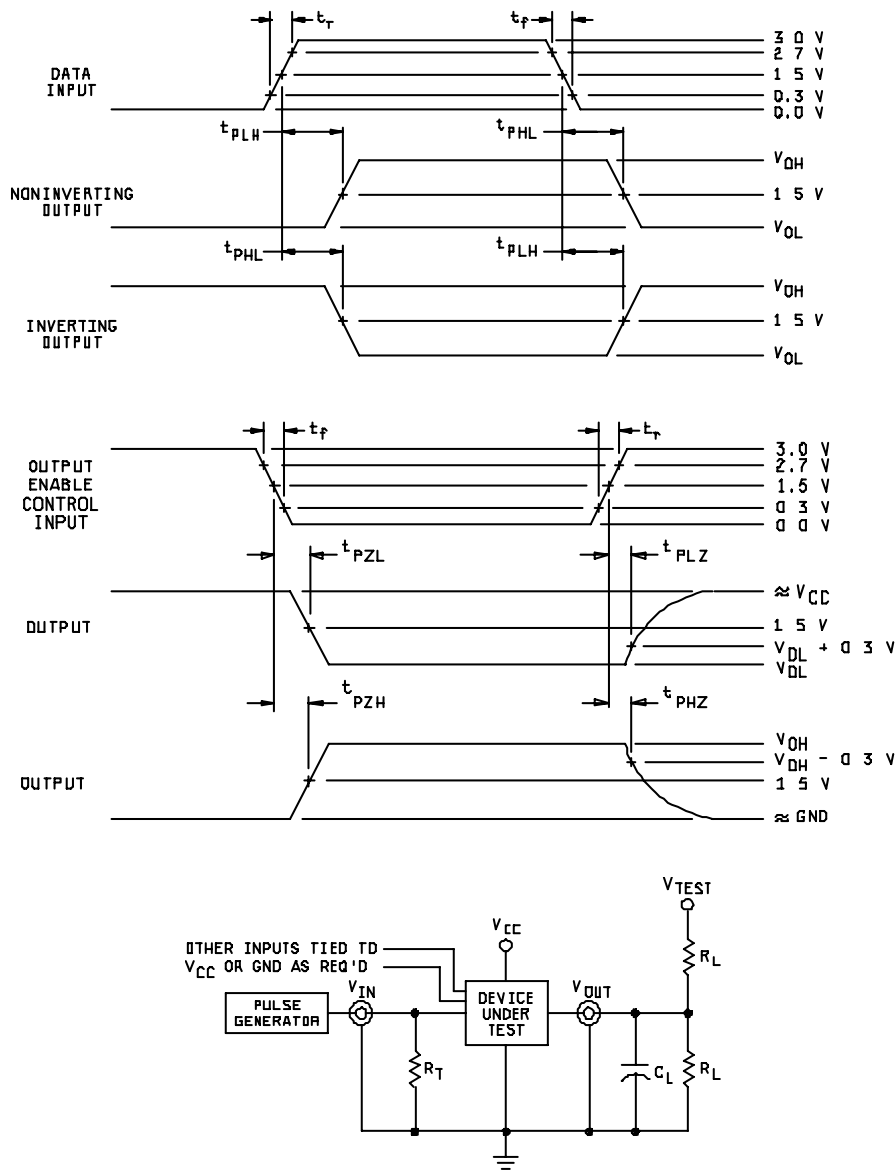 tr
tf
3 0 V
2 7 V
DATA
INPUT
1 5 V
0.3 V
0.0 V
tPLH
tPHL
VOH
NONINVERTING
OUTPUT
1 5 V
VOL
tPHL
tPLH
VOH
INVERTING
OUTPUT
1 5 V
VOL
tf
tr
3.0 V
OUTPUT
ENABLE
CONTROL
INPUT
2.7 V
1.5 V
0 3 V
0 0 V
tPZL
tPLZ
≈ VCC
OUTPUT
1 5 V
VOL + 0 3 V
VOL
tPZH
tPHZ
VOH
VOH - 0 3 V
OUTPUT
1 5 V
≈ GND
VTEST
VCC
RL
OTHER INPUTS TIED TO
VCC OR GND AS REQ'D
VIN
VOUT
PULSE
GENERATOR
DEVICE
UNDER
TEST
RT
CL
RL